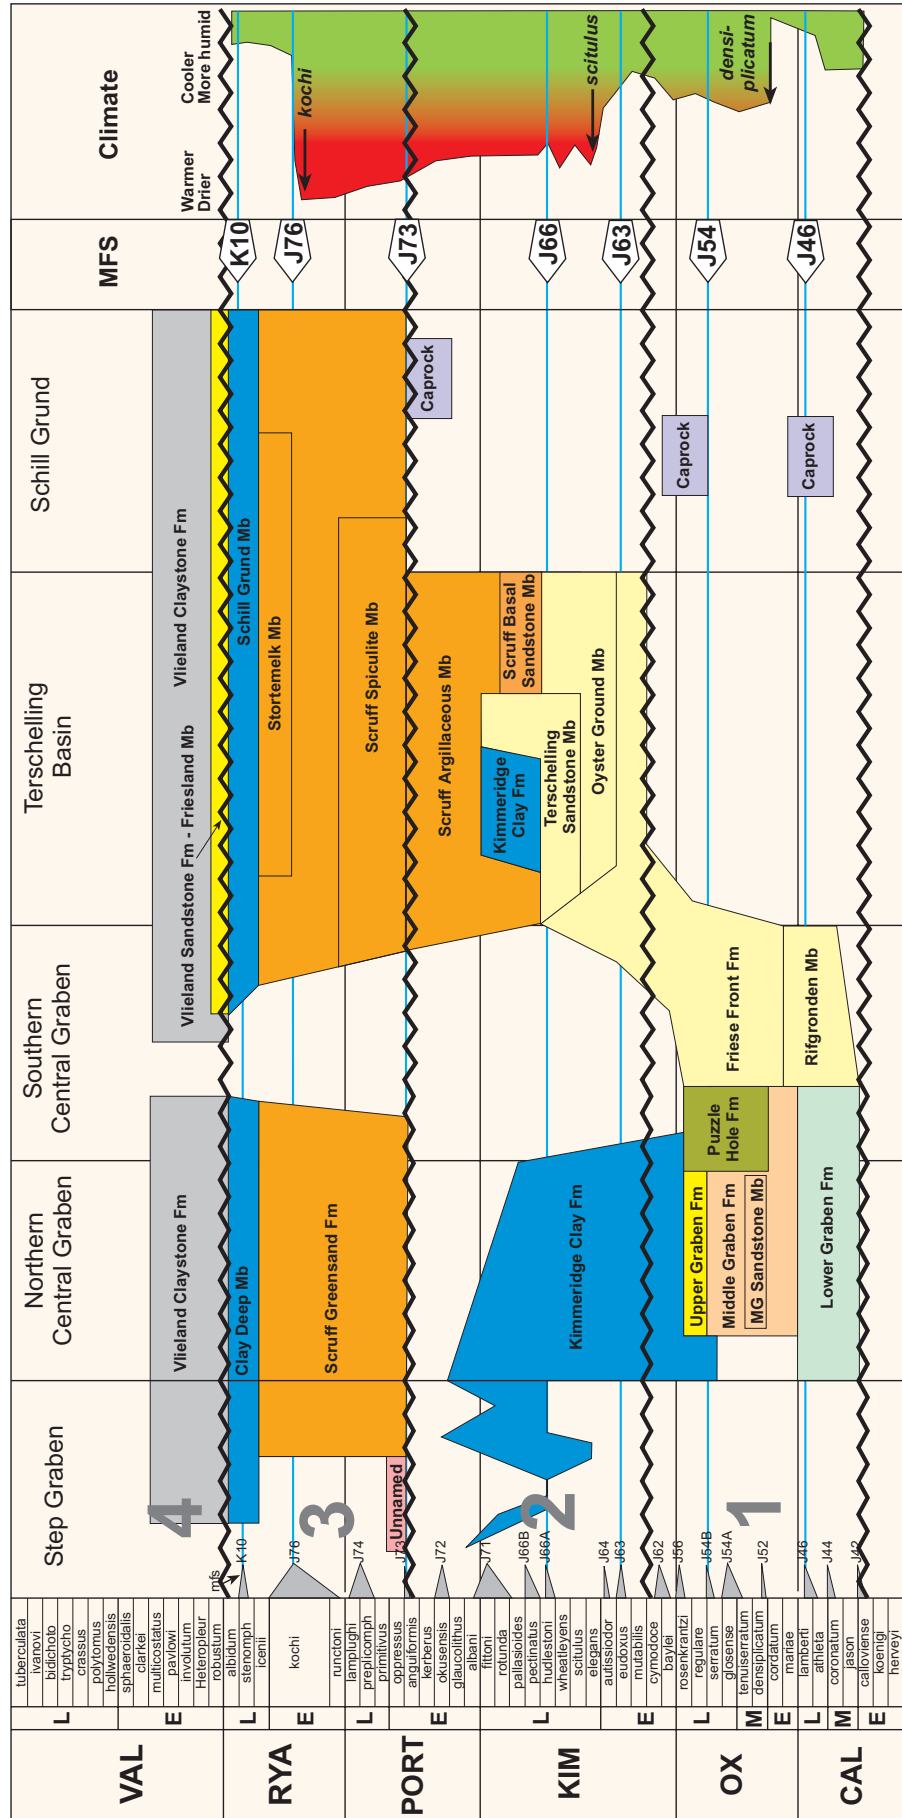 Step Graben
Northern
Central Graben
Southern
Central Graben
Terschelling
Basin
Schill Grund
MFS
Climate
Warmer
Drier
Cooler
More humid
VAL
RYA
PORT
KIM
OX
CAL
L
E
L
E
L
E
L
E
L
M
E
L
M
E
tuberculata
ivanovi
bidichoto
tryptycho
crassus
polytomus
hollwedensis
sphaeroidalis
clarkei
multicostatus
pavlowi
involutum
Heteropleur
robustum
albidum
stenomph
icenii
kochi
runctoni
lamplughi
preplicomph
primitivus
oppressus
anguiformis
kerberus
okusensis
glaucolithus
albani
fittoni
rotunda
pallasioides
pectinatus
hudlestoni
wheatleyens
scitulus
elegans
autissiodor
eudoxus
mutabilis
cymodoce
baylei
rosenkrantzi
regulare
serratum
glosense
tenuiserratum
densiplicatum
cordatum
mariae
lamberti
athleta
coronatum
jason
calloviense
koenigi
herveyi
mfs
K10
J76
J74
J73
J72
J71
J66B
J66A
J64
J63
J62
J56
J54B
J54A
J52
J46
J44
J42
4
3
2
1
Vlieland Claystone Fm
Clay Deep Mb
Scruff Greensand Fm
Unnamed
Kimmeridge Clay Fm
Upper Graben Fm
Middle Graben Fm
MG Sandstone Mb
Puzzle
Hole Fm
Lower Graben Fm
Friese Front Fm
Rifgronden Mb
Vlieland Sandstone Fm - Friesland Mb
Vlieland Claystone Fm
Schill Grund Mb
Stortemelk Mb
Scruff Spiculite Mb
Scruff Argillaceous Mb
Kimmeridge
Clay Fm
Scruff Basal
Sandstone Mb
Terschelling
Sandstone Mb
Oyster Ground Mb
Caprock
Caprock
Caprock
K10
J76
J73
J66
J63
J54
J46
kochi
scitulus
densi-
plicatum